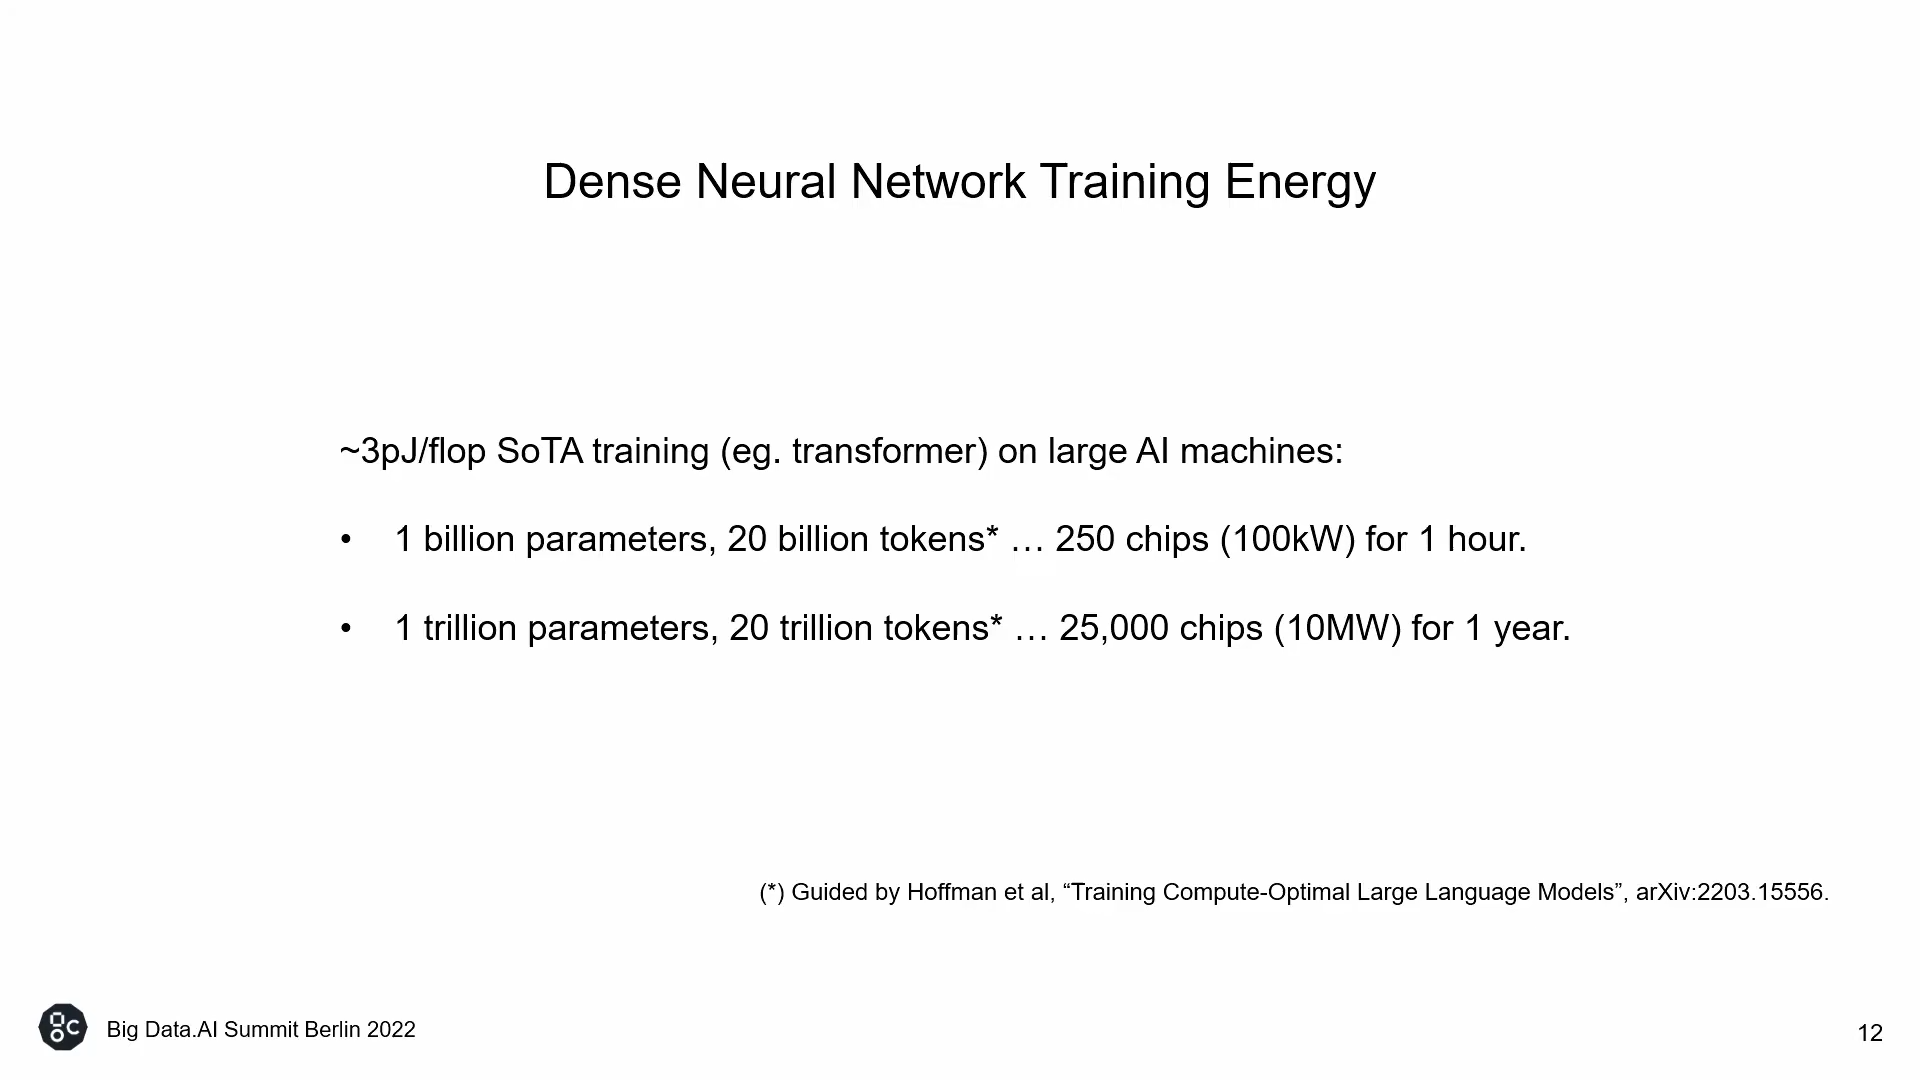 Dense Neural Network Training Energy
~3pJ/flop SoTA training (eg. transformer) on large AI machines:
• 1 billion parameters, 20 billion tokens* … 250 chips (100kW) for 1 hour.
• 1 trillion parameters, 20 trillion tokens* … 25,000 chips (10MW) for 1 year.
(*) Guided by Hoffman et al, “Training Compute-Optimal Large Language Models”, arXiv:2203.15556.
Big Data.AI Summit Berlin 2022
12